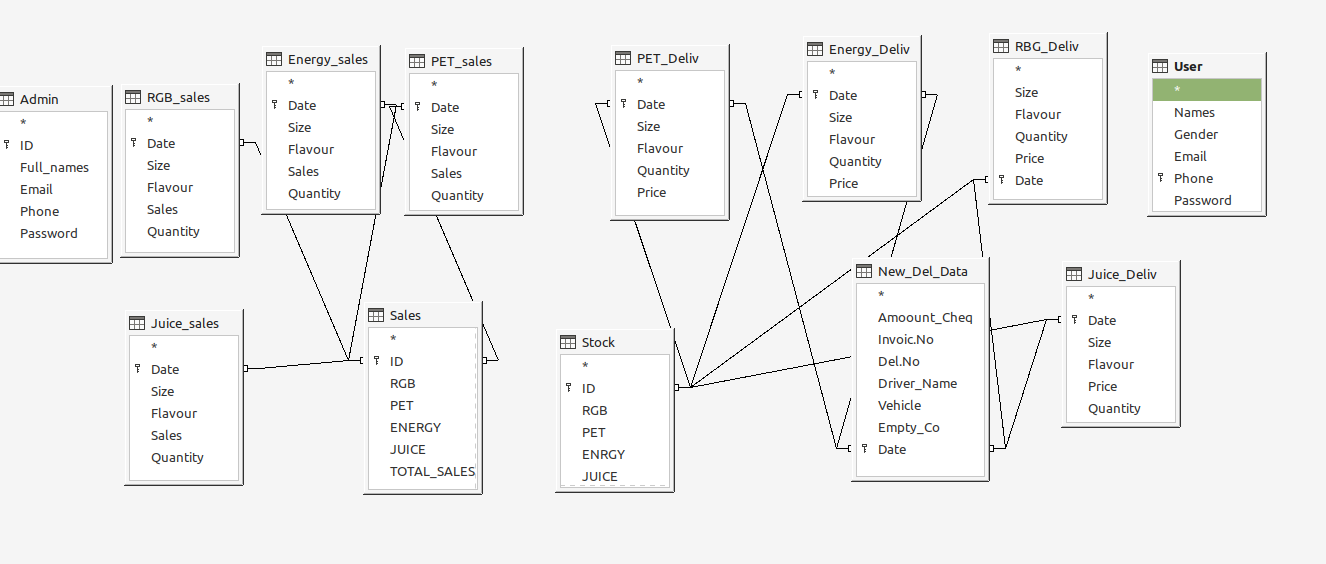 Admin
*
ID
Full_names
Email
Phone
Password
RGB_sales
*
Date
Size
Flavour
Sales
Quantity
Energy_sales
*
Date
Size
Flavour
Sales
Quantity
PET_sales
*
Date
Size
Flavour
Sales
Quantity
PET_Deliv
*
Date
Size
Flavour
Quantity
Price
Energy_Deliv
*
Date
Size
Flavour
Quantity
Price
RBG_Deliv
*
Size
Flavour
Quantity
Price
Date
User
*
Names
Gender
Email
Phone
Password
Juice_sales
*
Date
Size
Flavour
Sales
Quantity
Sales
*
ID
RGB
PET
ENERGY
JUICE
TOTAL_SALES
Stock
*
ID
RGB
PET
ENRGY
JUICE
New_Del_Data
*
Amoount_Cheq
Invoic.No
Del.No
Driver_Name
Vehicle
Empty_Co
Date
Juice_Deliv
*
Date
Size
Flavour
Price
Quantity